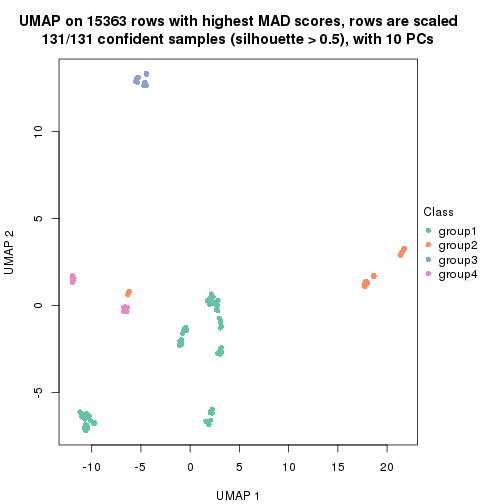 UMAP on 15363 rows with highest MAD scores, rows are scaled
131/131 confident samples (silhouette > 0.5), with 10 PCs
10
5
0
-5
UMAP 2
-10
-5
0
5
10
15
20
UMAP 1
Class
group1
group2
group3
group4